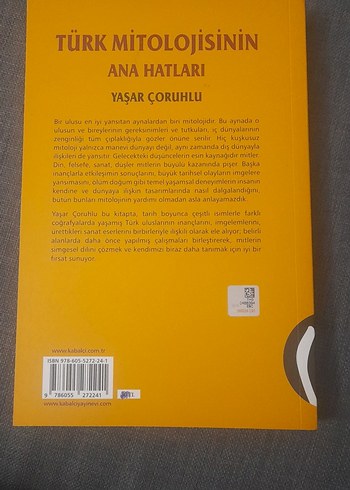 TÜRK MİTOLOJİSİNİN
ANA HATLARI
YAŞAR ÇORUHLU
Bir ulusu en iyi yansıtan aynalardan biri mitolojidir. Bu aynada o
ulusun ve bireylerinin gereksinimleri ve tutkuları, iç dünyalarının
zenginliği tüm çıplaklığıyla gözler önüne serilir. Hiç kuşkusuz
mitoloji yalnızca manevi dünyayı değil, aynı zamanda dış dünyayla
ilişkileri de yansıtır. Gelecekteki düşüncelerin esin kaynağıdır mitler.
Din, felsefe, sanat, düşler mitlerin büyülü kazanında pişer. Başka
inançlarla etkileşimin sonuçlarını, büyük tarihsel olayların imgelere
yansımasını, ölüm doğum gibi temel yaşamsal deneyimlerin insanın
kendine ve dünyaya ilişkin tasarımlarında nasıl dalgalandığını,
bütün bunları mitolojinin yardımı olmadan asla anlayamazdık.
Yaşar Çoruhlu bu kitapta, tarih boyunca çeşitli isimlerle farklı
coğrafyalarda yaşamış Türk uluslarının inançlarını, imgelemlerini,
ürettikleri sanat eserlerini birbirleriyle ilişkili olarak ele alıyor; belirli
alanlarda daha önce yapılmış çalışmaları birleştirerek, mitlerin
simgesel dilini çözmek ve kendimizi biraz daha tanımak için iyi bir
fırsat sunuyor.
www.kabalci.com.tr
ISBN 978-605-5272-24-1
9 786055 272241
www.kabalciyayinevi.com